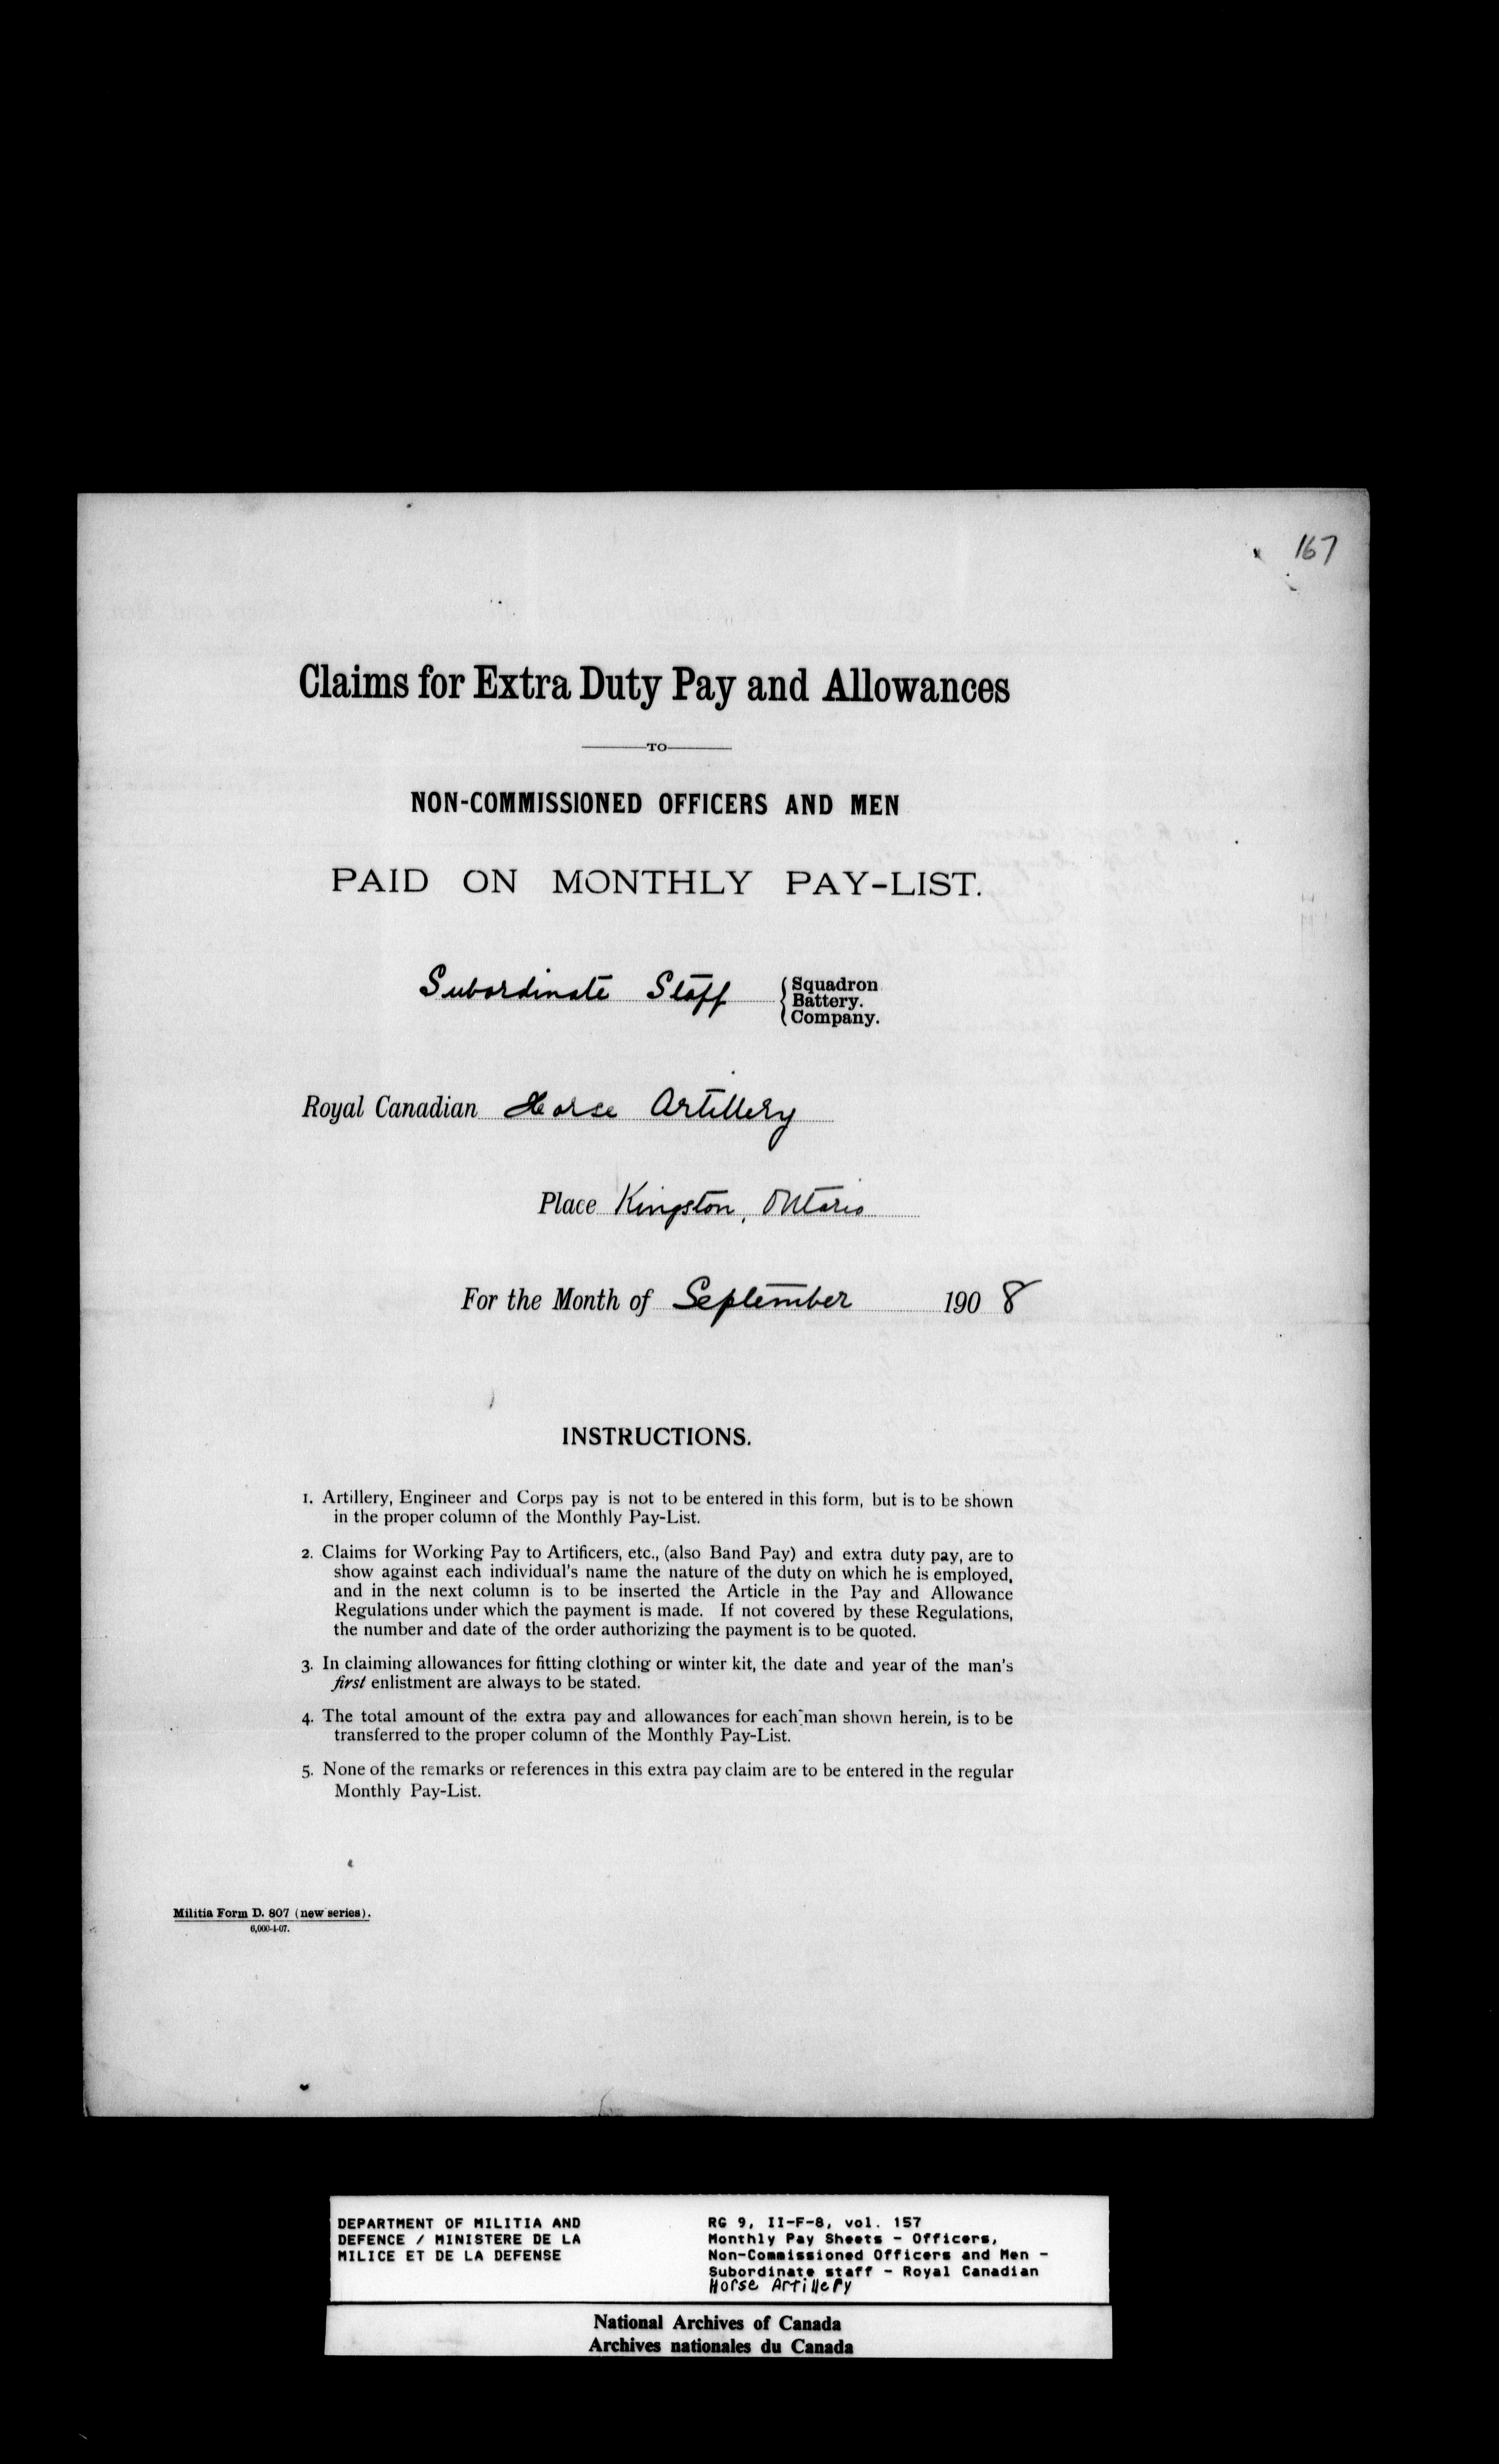 167
Claims for Extra Duty Pay and Allowances
TO
NON-COMMISSIONED OFFICERS AND MEN
PAID ON MONTHLY PAY-LIST.
Subordinate Staff { Squadron
Battery.
Company.
Royal Canadian Horse Artillery
Place Kingston, Ontario
For the Month of September 1908
INSTRUCTIONS.
1. Artillery, Engineer and Corps pay is not to be entered in this form, but is to be shown
in the proper column of the Monthly Pay-List.
2. Claims for Working Pay to Artificers, etc., (also Band Pay) and extra duty pay, are to
show against each individual's name the nature of the duty on which he is employed,
and in the next column is to be inserted the Article in the Pay and Allowance
Regulations under which the payment is made. If not covered by these Regulations,
the number and date of the order authorizing the payment is to be quoted.
3. In claiming allowances for fitting clothing or winter kit, the date and year of the man's
first enlistment are always to be stated.
4. The total amount of the extra pay and allowances for each man shown herein, is to be
transferred to the proper column of the Monthly Pay-List.
5. None of the remarks or references in this extra pay claim are to be entered in the regular
Monthly Pay-List.
Militia Form D. 807 (new series).
6,000-4-07.
DEPARTMENT OF MILITIA AND
DEFENCE / MINISTERE DE LA
MILICE ET DE LA DEFENSE
RG 9, II-F-8, vol. 157
Monthly Pay Sheets - Officers,
Non-Commissioned Officers and Men -
Subordinate staff - Royal Canadian
Horse Artillery
National Archives of Canada
Archives nationales du Canada